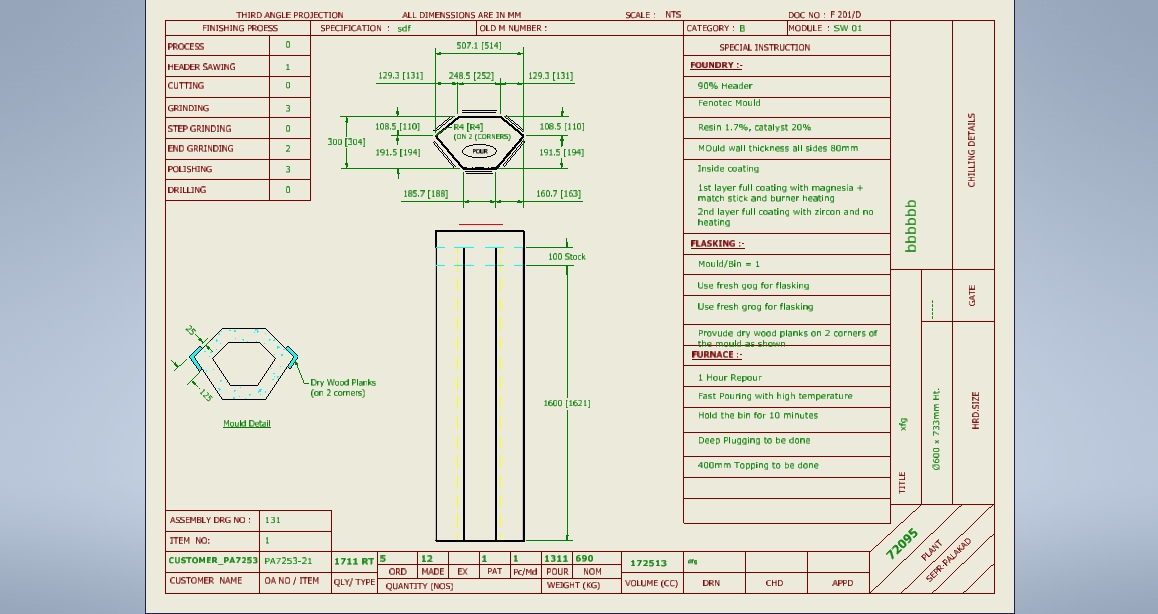 THIRD ANGLE PROJECTION ALL DIMENSSIONS ARE IN MM SCALE : NTS DOC NO : F 201/D
FINISHING PROESS SPECIFICATION : sdf OLD M NUMBER : CATEGORY : B MODULE : SW 01
PROCESS 0
HEADER SAWING 1
CUTTING 0
GRINDING 3
STEP GRINDING 0
END GRRINDING 2
POLISHING 3
DRILLING 0
507.1 [514]
129.3 [131] 248.5 [252] 129.3 [131]
108.5 [110] R4 [R4] 108.5 [110]
(ON 2 (CORNERS)
300 [304]
191.5 [194] POUR 191.5 [194]
185.7 [188] 160.7 [163]
100 Stock
1600 [1621]
25
125
Dry Wood Planks
(on 2 corners)
Mould Detail
SPECIAL INSTRUCTION
FOUNDRY :-
90% Header
Fenotec Mould
Resin 1.7%, catalyst 20%
MOuld wall thickness all sides 80mm
Inside coating
1st layer full coating with magnesia +
match stick and burner heating
2nd layer full coating with zircon and no
heating
FLASKING :-
Mould/Bin = 1
Use fresh gog for flasking
Use fresh grog for flasking
Provude dry wood planks on 2 corners of
the mould as shown
FURNACE :-
1 Hour Repour
Fast Pouring with high temperature
Hold the bin for 10 minutes
Deep Plugging to be done
400mm Topping to be done
bbbbbb
CHILLING DETAILS
-----
GATE
TITLE xfg
Ø600 x 733mm Ht.
HRD.SIZE
72095
PLANT
SEPR-PALAKAD
ASSEMBLY DRG NO : 131
ITEM NO: 1
CUSTOMER_PA7253 PA7253-21 1711 RT 5 12 1 1 1311 690 172513 dfg
CUSTOMER NAME OA NO / ITEM QLY/ TYPE ORD MADE EX PAT Pc/Md POUR NOM VOLUME (CC) DRN CHD APPD
QUANTITY (NOS) WEIGHT (KG)